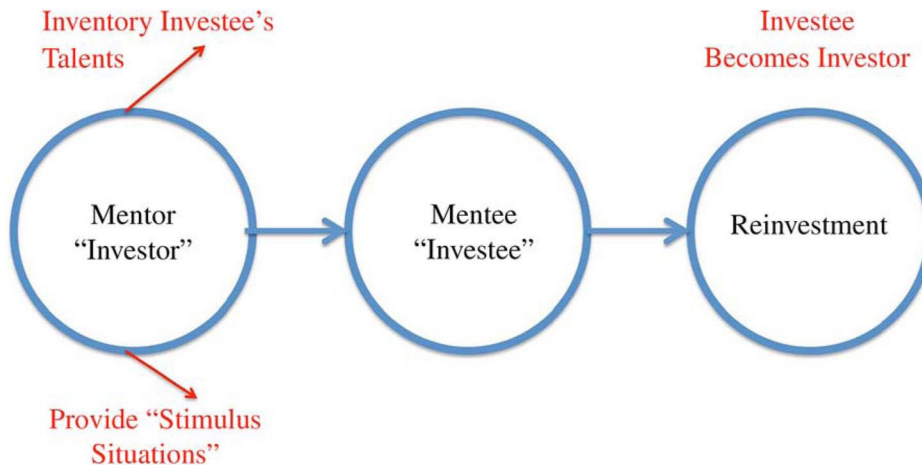 Inventory Investee’s
Talents
Investee
Becomes Investor
Mentor
“Investor”
Mentee
“Investee”
Reinvestment
Provide “Stimulus
Situations”